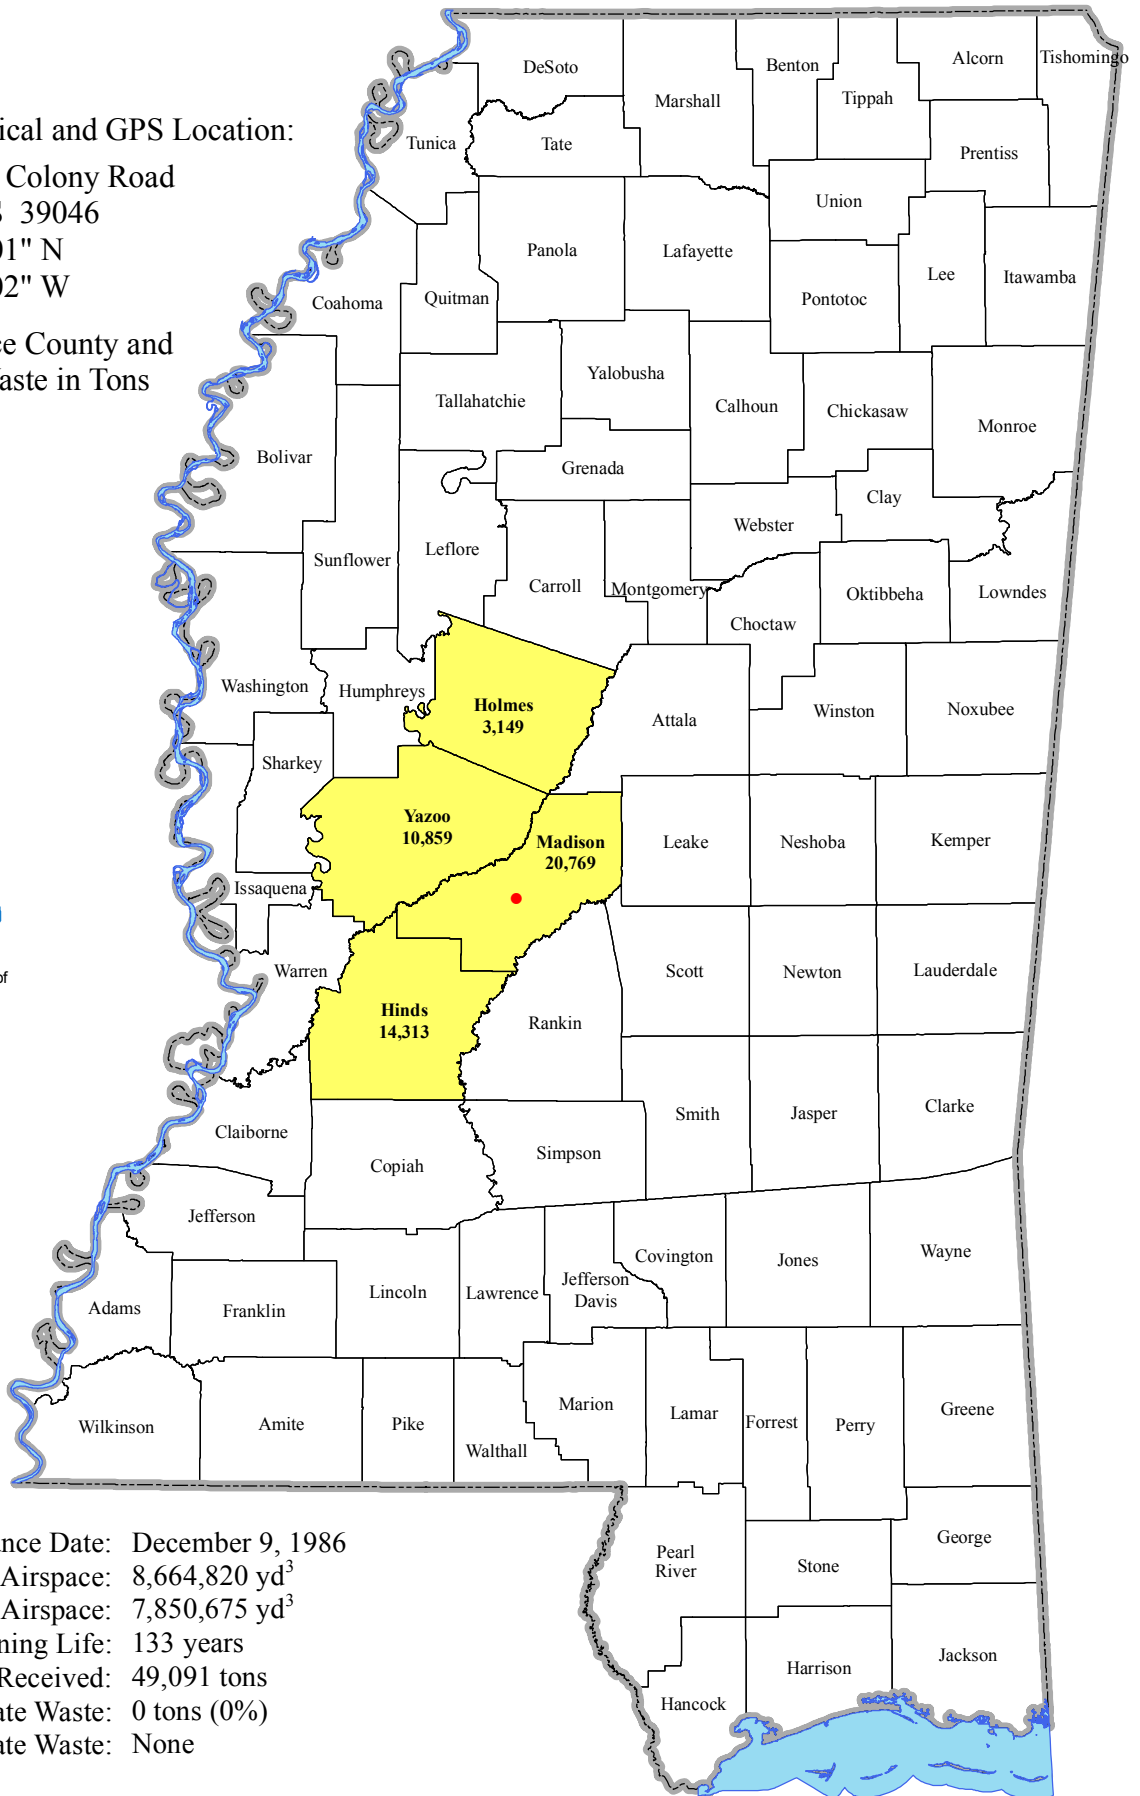 ical and GPS Location:
Colony Road
S 39046
01" N
02" W
ce County and
Waste in Tons
DeSoto
Marshall
Benton
Tippah
Alcorn
Tishomingo
Tunica
Tate
Prentiss
Union
Panola
Lafayette
Lee
Itawamba
Coahoma
Quitman
Pontotoc
Yalobusha
Tallahatchie
Calhoun
Chickasaw
Monroe
Bolivar
Grenada
Clay
Webster
Sunflower
Leflore
Carroll
Montgomery
Oktibbeha
Lowndes
Choctaw
Washington
Humphreys
Holmes
3,149
Attala
Winston
Noxubee
Sharkey
Yazoo
10,859
Madison
20,769
Leake
Neshoba
Kemper
Issaquena
Warren
Scott
Newton
Lauderdale
of
Hinds
14,313
Rankin
Smith
Jasper
Clarke
Claiborne
Copiah
Simpson
Jefferson
Covington
Jones
Wayne
Adams
Franklin
Lincoln
Lawrence
Jefferson
Davis
Wilkinson
Amite
Pike
Walthall
Marion
Lamar
Forrest
Perry
Greene
Pearl
River
Stone
George
Hancock
Harrison
Jackson
ance Date: December 9, 1986
Airspace: 8,664,820 yd³
Airspace: 7,850,675 yd³
ning Life: 133 years
Received: 49,091 tons
ate Waste: 0 tons (0%)
ate Waste: None